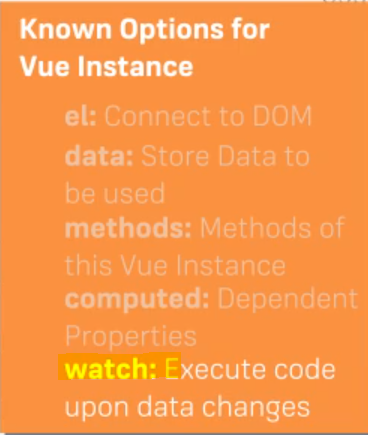 Known Options for
Vue Instance
el: Connect to DOM
data: Store Data to
be used
methods: Methods of
this Vue Instance
computed: Dependent
Properties
watch: Execute code
upon data changes